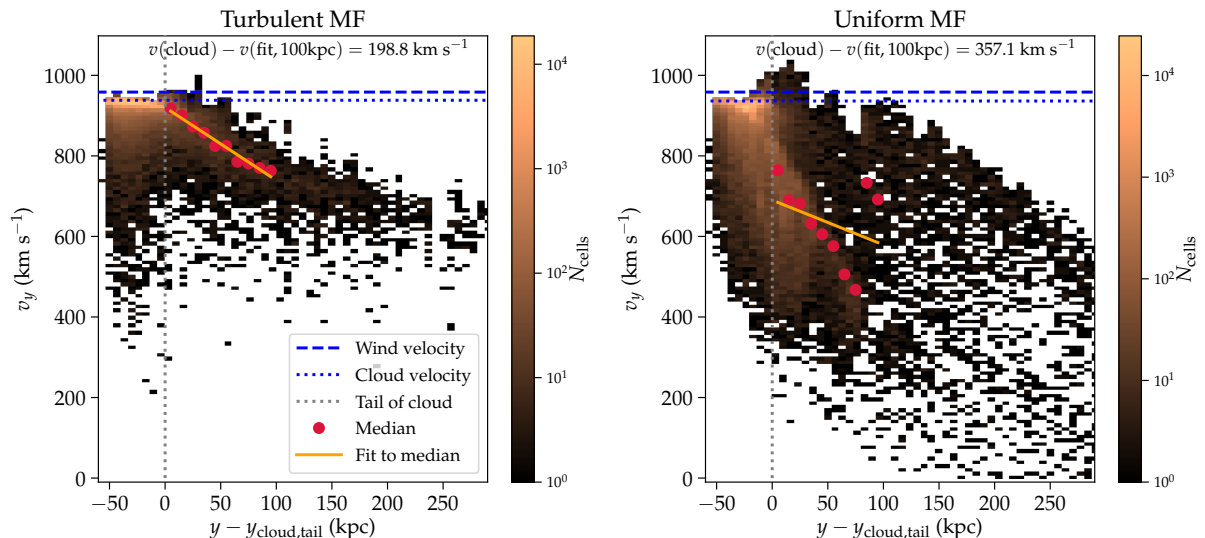 Turbulent MF
v(cloud) − v(fit, 100kpc) = 198.8 km s⁻¹
1000
800
600
400
200
0
v_y (km s⁻¹)
−50 0 50 100 150 200 250
y − y_cloud,tail (kpc)
Wind velocity
Cloud velocity
Tail of cloud
Median
Fit to median
10⁴
10³
10²
10¹
10⁰
N_cells
Uniform MF
v(cloud) − v(fit, 100kpc) = 357.1 km s⁻¹
1000
800
600
400
200
0
v_y (km s⁻¹)
−50 0 50 100 150 200 250
y − y_cloud,tail (kpc)
10⁴
10³
10²
10¹
10⁰
N_cells